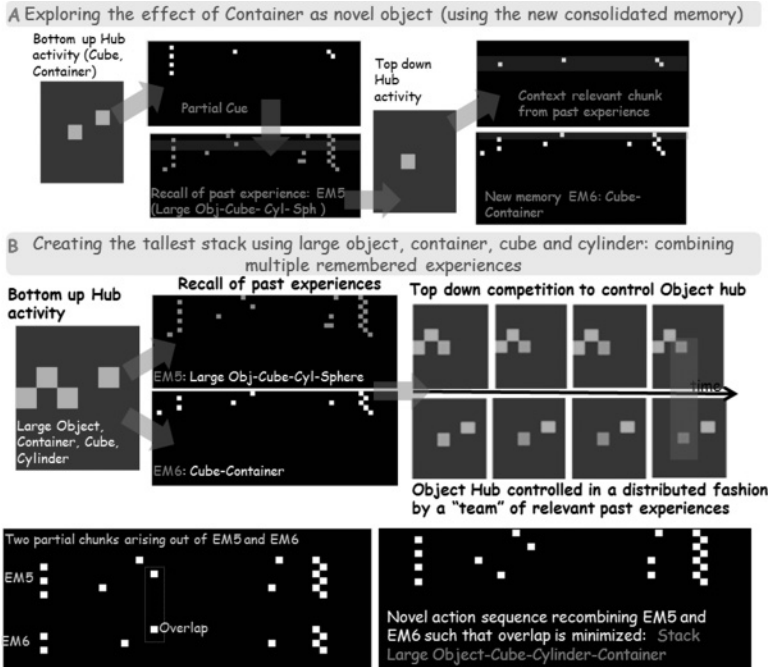 A Exploring the effect of Container as novel object (using the new consolidated memory)
Bottom up Hub
activity (Cube,
Container)
Partial Cue
Recall of past experience: EM5
(Large Obj-Cube- Cyl- Sph )
Top down
Hub
activity
Context relevant chunk
from past experience
New memory EM6: Cube-
Container
B Creating the tallest stack using large object, container, cube and cylinder: combining
multiple remembered experiences
Bottom up Hub
activity
Large Object,
Container, Cube,
Cylinder
Recall of past experiences
EM5: Large Obj-Cube-Cyl-Sphere
EM6: Cube-Container
Top down competition to control Object hub
time
Object Hub controlled in a distributed fashion
by a "team" of relevant past experiences
Two partial chunks arising out of EM5 and EM6
EM5
Overlap
EM6
Novel action sequence recombining EM5 and
EM6 such that overlap is minimized: Stack
Large Object-Cube-Cylinder-Container